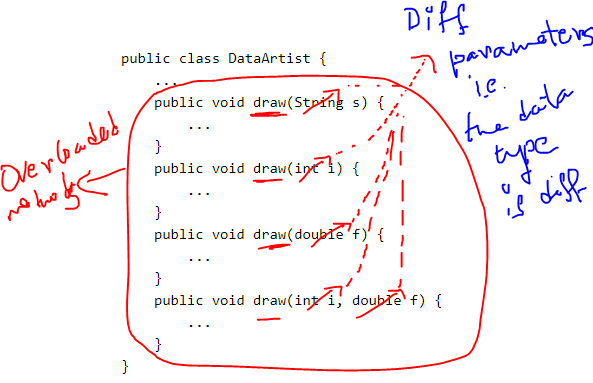 public class DataArtist {
...
public void draw(String s) {
...
}
public void draw(int i) {
...
}
public void draw(double f) {
...
}
public void draw(int i, double f) {
...
}
}
Overloaded
methods
Diff
parameters
i.e.
the data
type
is diff